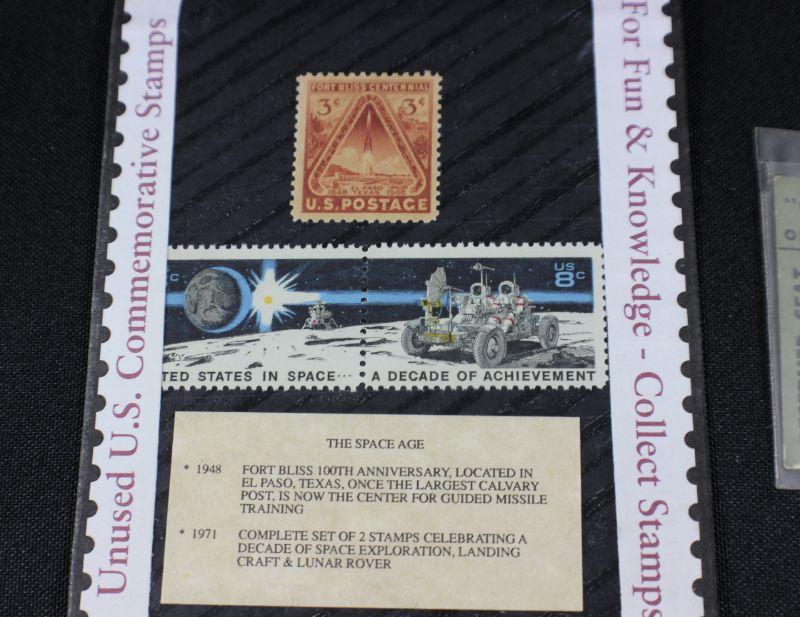 Unused U.S. Commemorative Stamps
For Fun & Knowledge - Collect Stamps
FORT BLISS CENTENNIAL
3¢ 3¢
EL PASO
1848 TEXAS 1948
U.S. POSTAGE
c
US
8c
TED STATES IN SPACE··· A DECADE OF ACHIEVEMENT
THE SPACE AGE
* 1948 FORT BLISS 100TH ANNIVERSARY, LOCATED IN
EL PASO, TEXAS, ONCE THE LARGEST CALVARY
POST, IS NOW THE CENTER FOR GUIDED MISSILE
TRAINING
* 1971 COMPLETE SET OF 2 STAMPS CELEBRATING A
DECADE OF SPACE EXPLORATION, LANDING
CRAFT & LUNAR ROVER